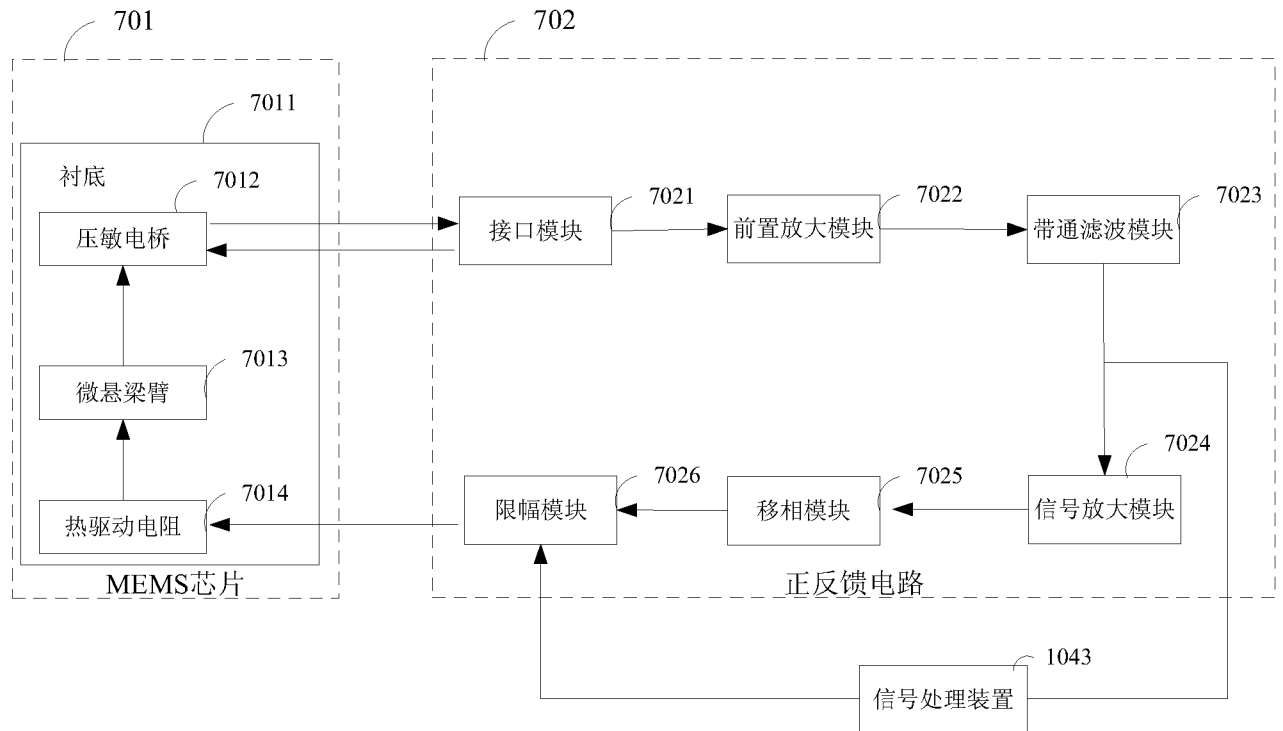 701
702
7011
衬底
7012
压敏电桥
接口模块
7021
前置放大模块
7022
带通滤波模块
7023
7013
微悬梁臂
7014
热驱动电阻
限幅模块
7026
移相模块
7025
信号放大模块
7024
MEMS芯片
正反馈电路
1043
信号处理装置